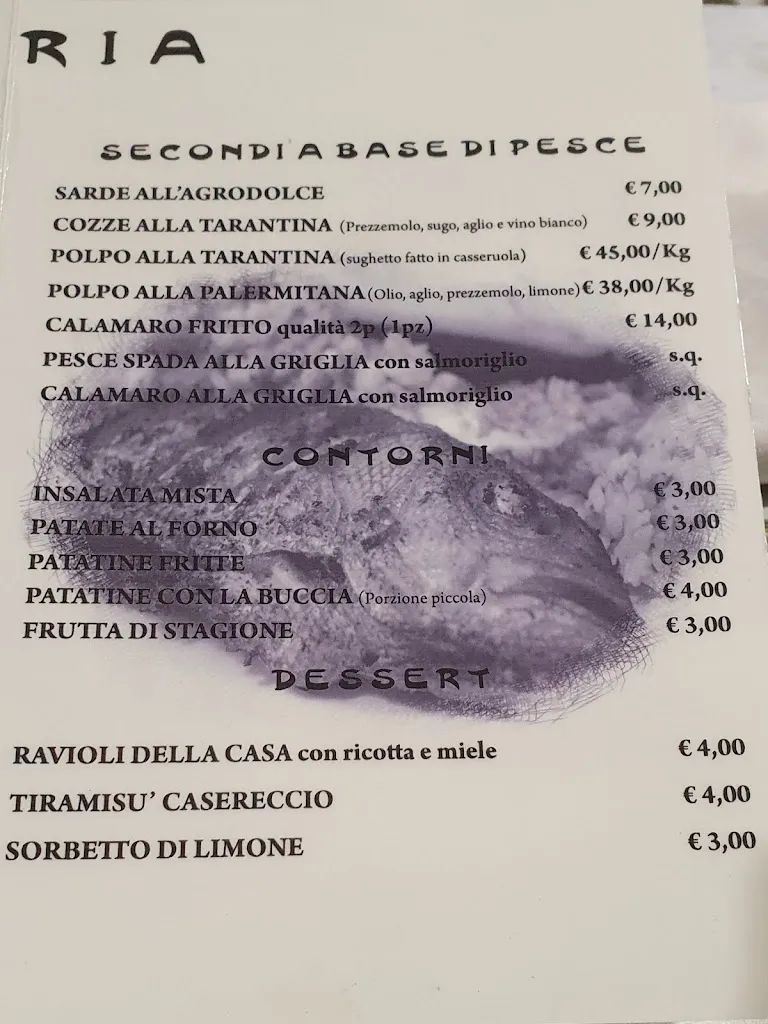 RIA
SECONDI A BASE DI PESCE
SARDE ALL'AGRODOLCE € 7,00
COZZE ALLA TARANTINA (Prezzemolo, sugo, aglio e vino bianco) € 9,00
POLPO ALLA TARANTINA (sughetto fatto in casseruola) € 45,00/Kg
POLPO ALLA PALERMITANA (Olio, aglio, prezzemolo, limone) € 38,00/Kg
CALAMARO FRITTO qualità 2p (1pz) € 14,00
PESCE SPADA ALLA GRIGLIA con salmoriglio s.q.
CALAMARO ALLA GRIGLIA con salmoriglio s.q.
CONTORNI
INSALATA MISTA € 3,00
PATATE AL FORNO € 3,00
PATATINE FRITTE € 3,00
PATATINE CON LA BUCCIA (Porzione piccola) € 4,00
FRUTTA DI STAGIONE € 3,00
DESSERT
RAVIOLI DELLA CASA con ricotta e miele € 4,00
TIRAMISU' CASERECCIO € 4,00
SORBETTO DI LIMONE € 3,00